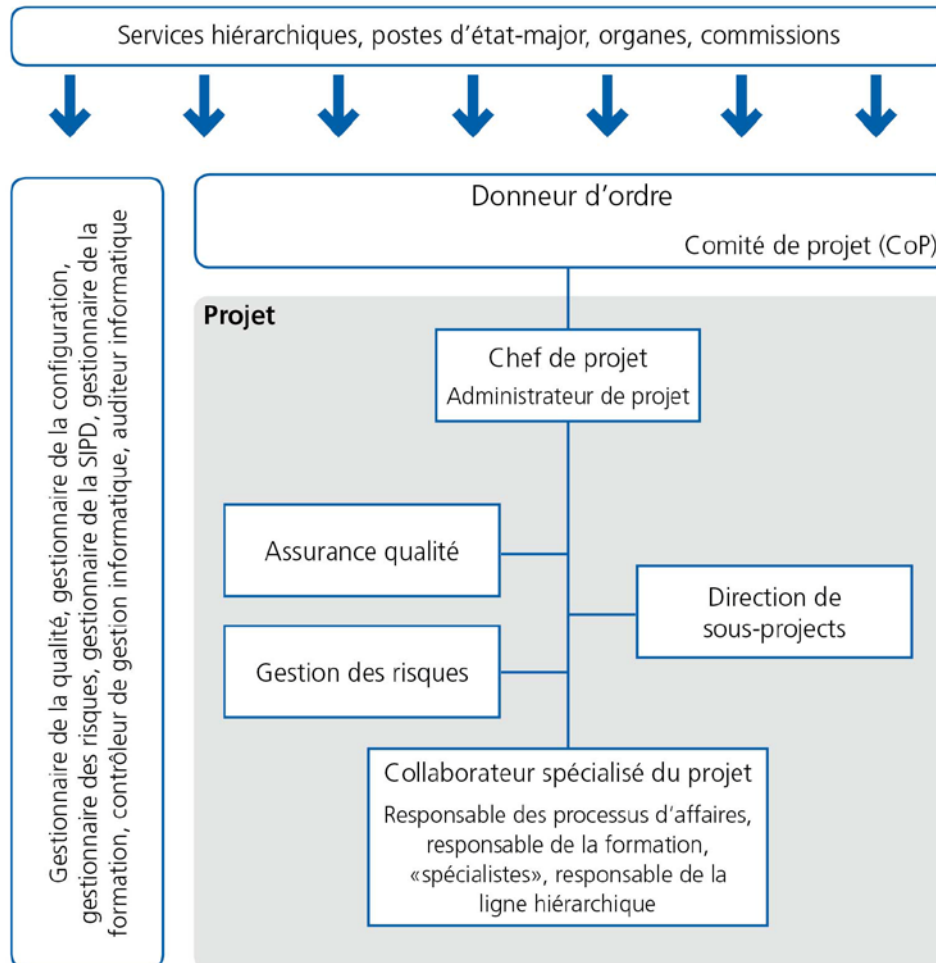 Services hiérarchiques, postes d'état-major, organes, commissions
Gestionnaire de la qualité, gestionnaire de la configuration,
gestionnaire des risques, gestionnaire de la SIPD, gestionnaire de la
formation, contrôleur de gestion informatique, auditeur informatique
Donneur d'ordre
Comité de projet (CoP)
Projet
Chef de projet
Administrateur de projet
Assurance qualité
Direction de
sous-projects
Gestion des risques
Collaborateur spécialisé du projet
Responsable des processus d'affaires,
responsable de la formation,
«spécialistes», responsable de la
ligne hiérarchique